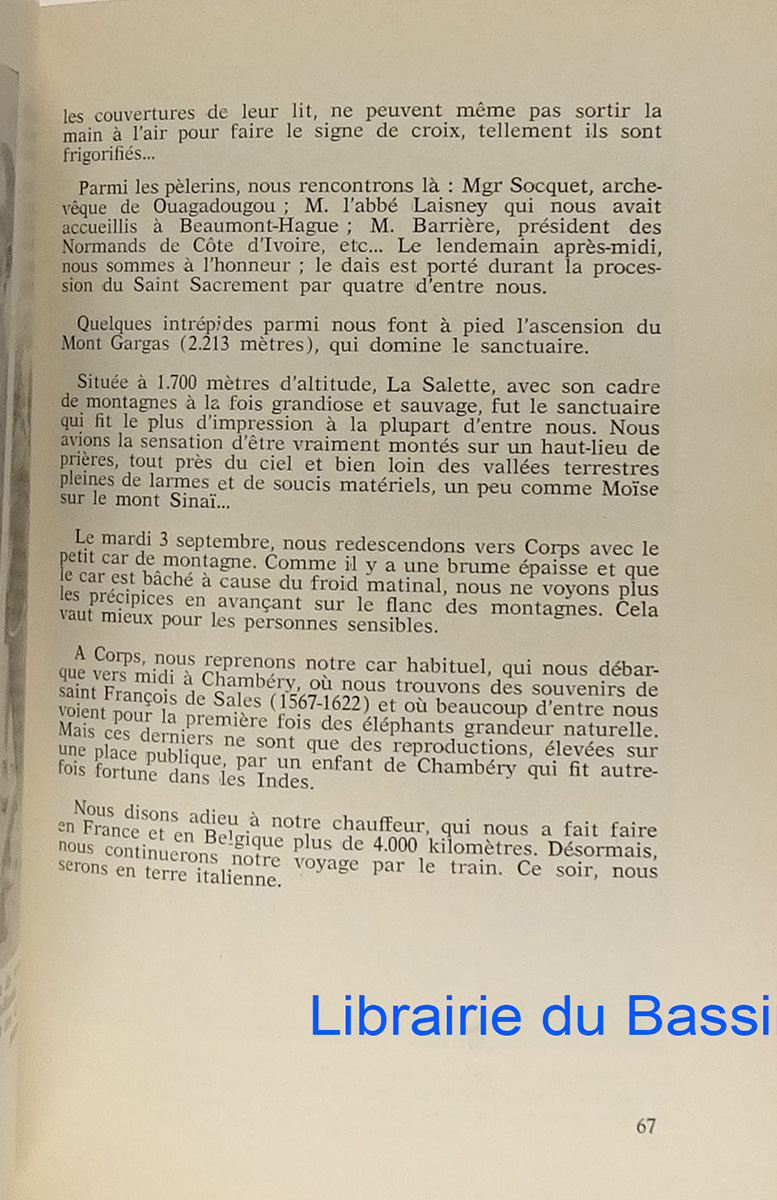 les couvertures de leur lit, ne peuvent même pas sortir la
main à l'air pour faire le signe de croix, tellement ils sont
frigorifiés...
Parmi les pèlerins, nous rencontrons là : Mgr Socquet, arche-
vêque de Ouagadougou ; M. l'abbé Laisney qui nous avait
accueillis à Beaumont-Hague ; M. Barrière, président des
Normands de Côte d'Ivoire, etc... Le lendemain après-midi,
nous sommes à l'honneur ; le dais est porté durant la proces-
sion du Saint Sacrement par quatre d'entre nous.
Quelques intrépides parmi nous font à pied l'ascension du
Mont Gargas (2.213 mètres), qui domine le sanctuaire.
Située à 1.700 mètres d'altitude, La Salette, avec son cadre
de montagnes à la fois grandiose et sauvage, fut le sanctuaire
qui fit le plus d'impression à la plupart d'entre nous. Nous
avions la sensation d'être vraiment montés sur un haut-lieu de
prières, tout près du ciel et bien loin des vallées terrestres
pleines de larmes et de soucis matériels, un peu comme Moïse
sur le mont Sinaï...
Le mardi 3 septembre, nous redescendons vers Corps avec le
petit car de montagne. Comme il y a une brume épaisse et que
le car est bâché à cause du froid matinal, nous ne voyons plus
les précipices en avançant sur le flanc des montagnes. Cela
vaut mieux pour les personnes sensibles.
A Corps, nous reprenons notre car habituel, qui nous débar-
que vers midi à Chambéry, où nous trouvons des souvenirs de
saint François de Sales (1567-1622) et où beaucoup d'entre nous
voient pour la première fois des éléphants grandeur naturelle.
Mais ces derniers ne sont que des reproductions, élevées sur
une place publique, par un enfant de Chambéry qui fit autre-
fois fortune dans les Indes.
Nous disons adieu à notre chauffeur, qui nous a fait faire
en France et en Belgique plus de 4.000 kilomètres. Désormais,
nous continuerons notre voyage par le train. Ce soir, nous
serons en terre italienne.
Librairie du Bassi
67